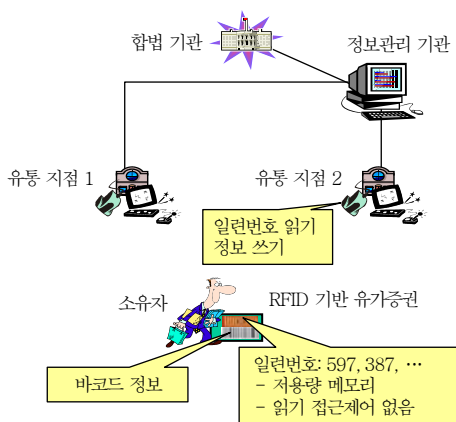 합법 기관
정보관리 기관
유통 지점 1
유통 지점 2
일련번호 읽기
정보 쓰기
소유자
RFID 기반 유가증권
바코드 정보
일련번호: 597, 387, …
- 저용량 메모리
- 읽기 접근제어 없음